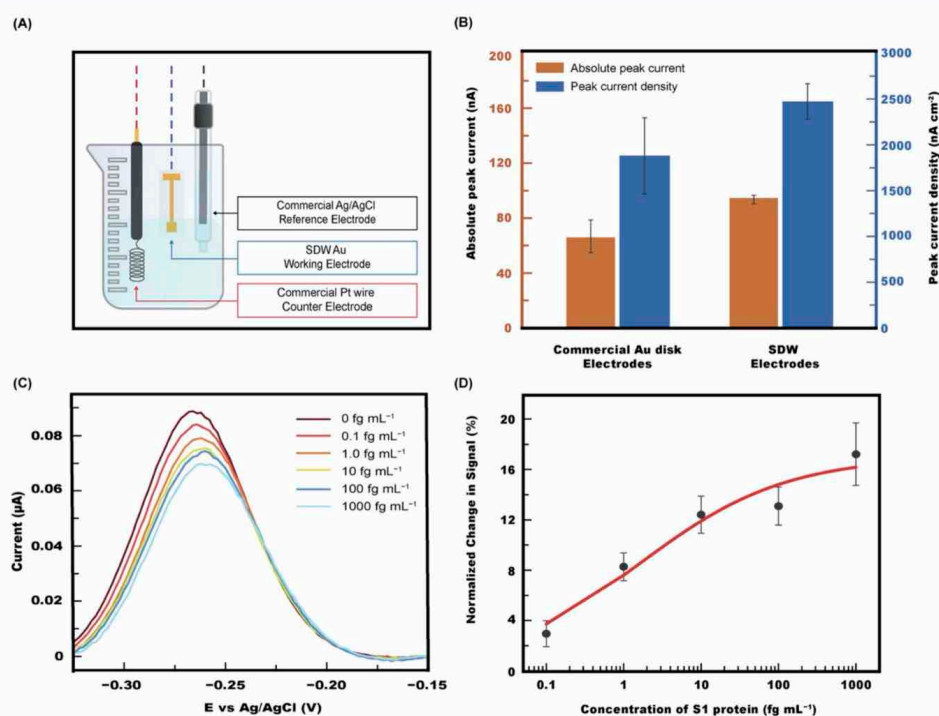 (A)
Commercial Ag/AgCl
Reference Electrode
SDW Au
Working Electrode
Commercial Pt wire
Counter Electrode
(B)
Absolute peak current (nA)
200
160
120
80
40
0
Absolute peak current
Peak current density
3000
2500
2000
1500
1000
500
0
Peak current density (nA cm⁻²)
Commercial Au disk
Electrodes
SDW
Electrodes
(C)
Current (µA)
0.08
0.06
0.04
0.02
0
0 fg mL⁻¹
0.1 fg mL⁻¹
1.0 fg mL⁻¹
10 fg mL⁻¹
100 fg mL⁻¹
1000 fg mL⁻¹
−0.30
−0.25
−0.20
−0.15
E vs Ag/AgCl (V)
(D)
Normalized Change in Signal (%)
20
16
12
8
4
0
0.1
1
10
100
1000
Concentration of S1 protein (fg mL⁻¹)